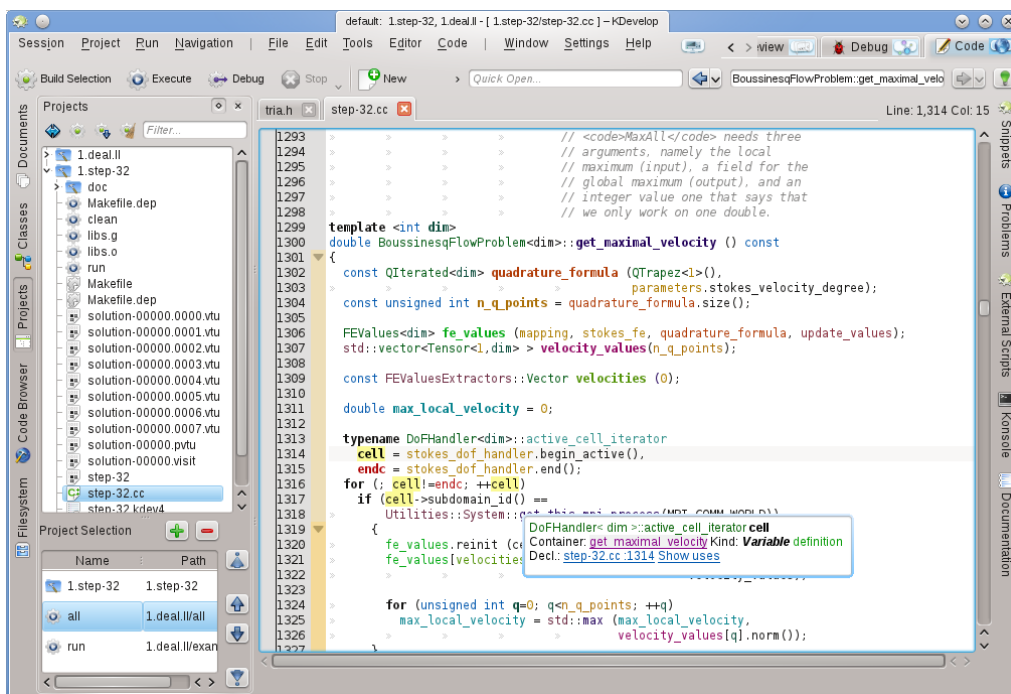 default: 1.step-32, 1.deal.II - [ 1.step-32/step-32.cc ] – KDevelop
Session Project Run Navigation | File Edit Tools Editor Code | Window Settings Help < > view Debug Code
Build Selection Execute Debug Stop New > Quick Open... BoussinesqFlowProblem::get_maximal_velo
Projects
tria.h step-32.cc Line: 1,314 Col: 15
Filter...
Documents
Classes
Projects
Code Browser
Filesystem
1.deal.II
1.step-32
doc
Makefile.dep
clean
libs.g
libs.o
run
Makefile
Makefile.dep
solution-00000.0000.vtu
solution-00000.0001.vtu
solution-00000.0002.vtu
solution-00000.0003.vtu
solution-00000.0004.vtu
solution-00000.0005.vtu
solution-00000.0006.vtu
solution-00000.0007.vtu
solution-00000.pvtu
solution-00000.visit
step-32
step-32.cc
step-32.kdev4
Project Selection
Name Path
1.step-32 1.step-32
all 1.deal.II/all
run 1.deal.II/exan
1293 // <code>MaxAll</code> needs three
1294 // arguments, namely the local
1295 // maximum (input), a field for the
1296 // global maximum (output), and an
1297 // integer value one that says that
1298 // we only work on one double.
1299 template <int dim>
1300 double BoussinesqFlowProblem<dim>::get_maximal_velocity () const
1301 {
1302 const QIterated<dim> quadrature_formula (QTrapez<1>(),
1303 parameters.stokes_velocity_degree);
1304 const unsigned int n_q_points = quadrature_formula.size();
1305
1306 FEValues<dim> fe_values (mapping, stokes_fe, quadrature_formula, update_values);
1307 std::vector<Tensor<1,dim> > velocity_values(n_q_points);
1308
1309 const FEValuesExtractors::Vector velocities (0);
1310
1311 double max_local_velocity = 0;
1312
1313 typename DoFHandler<dim>::active_cell_iterator
1314 cell = stokes_dof_handler.begin_active(),
1315 endc = stokes_dof_handler.end();
1316 for (; cell!=endc; ++cell)
1317 if (cell->subdomain_id() ==
1318 Utilities::System::get_this_mpi_process(MPI_COMM_WORLD))
1319 {
1320 fe_values.reinit (ce
1321 fe_values[velocities
1322
1323
1324 for (unsigned int q=0; q<n_q_points; ++q)
1325 max_local_velocity = std::max (max_local_velocity,
1326 velocity_values[q].norm());
1327 }
DoFHandler< dim >::active_cell_iterator cell
Container: get_maximal_velocity Kind: Variable definition
Decl.: step-32.cc :1314 Show uses
Snippets
Problems
External Scripts
Konsole
Documentation